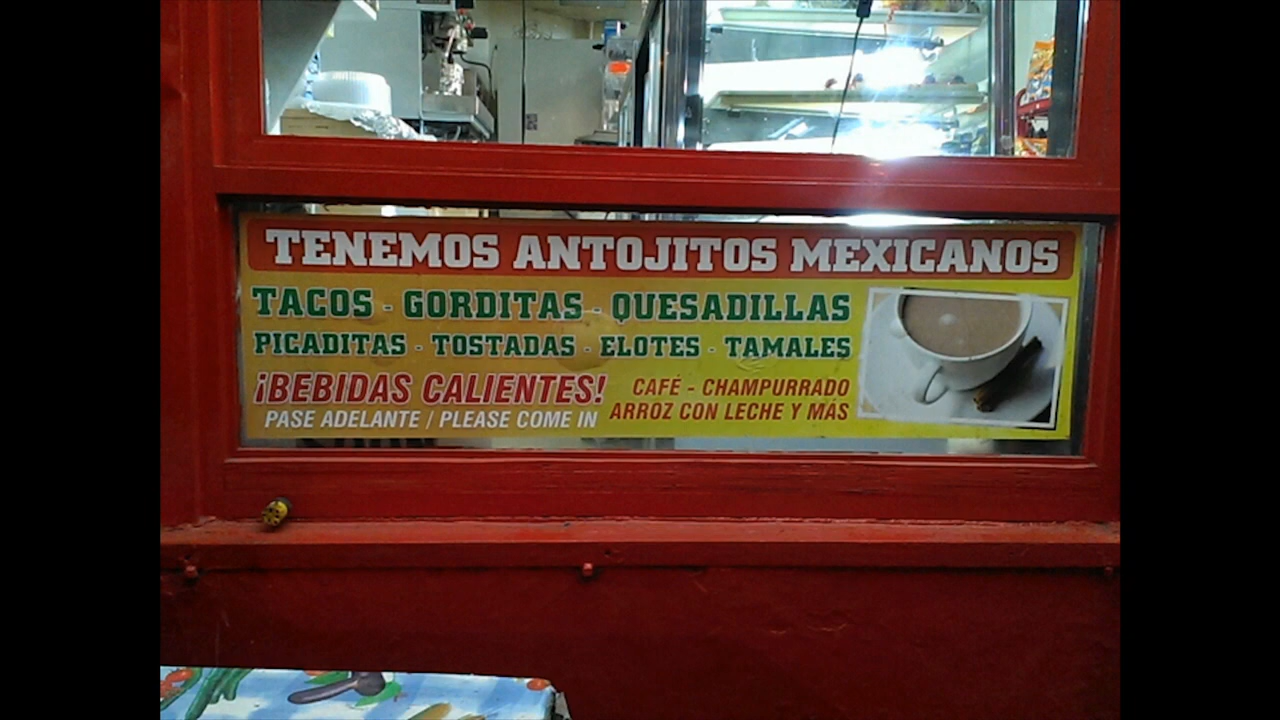 TENEMOS ANTOJITOS MEXICANOS
TACOS - GORDITAS - QUESADILLAS
PICADITAS - TOSTADAS - ELOTES - TAMALES
¡BEBIDAS CALIENTES!
PASE ADELANTE / PLEASE COME IN
CAFÉ - CHAMPURRADO
ARROZ CON LECHE Y MÁS